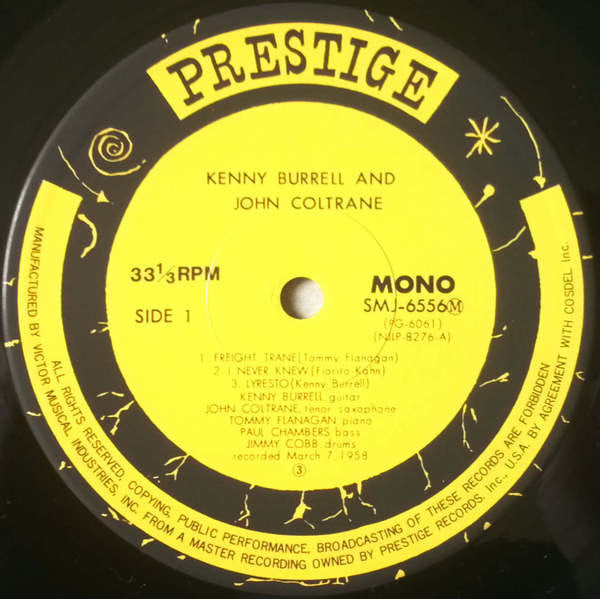 PRESTIGE
KENNY BURRELL AND
JOHN COLTRANE
33 1/3 RPM
SIDE 1
MONO
SMJ-6556Ⓜ
(PG-6061)
(NJLP-8276-A)
1. FREIGHT TRANE (Tommy Flanagan)
2. I NEVER KNEW (Fiorito-Kahn)
3. LYRESTO (Kenny Burrell)
KENNY BURRELL, guitar
JOHN COLTRANE, tenor saxophone
TOMMY FLANAGAN, piano
PAUL CHAMBERS, bass
JIMMY COBB, drums
recorded March 7, 1958
③
ALL RIGHTS RESERVED, COPYING, PUBLIC PERFORMANCE, BROADCASTING OF THESE RECORDS ARE FORBIDDEN
MANUFACTURED BY VICTOR MUSICAL INDUSTRIES, INC. FROM A MASTER RECORDING OWNED BY PRESTIGE RECORDS, Inc., U.S.A. BY AGREEMENT WITH COSDEL Inc.